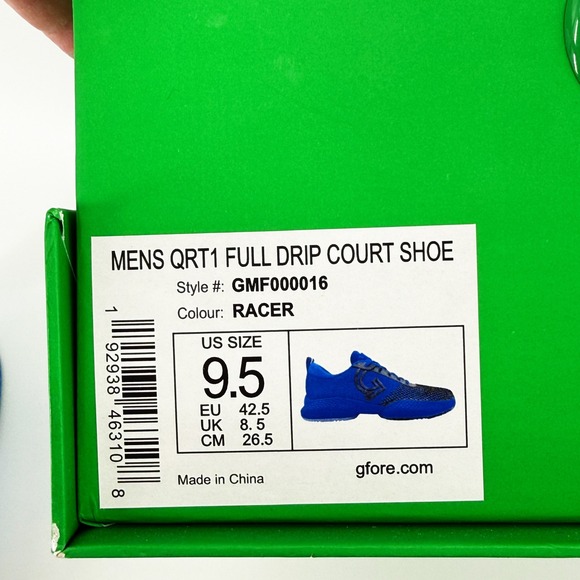 MENS QRT1 FULL DRIP COURT SHOE
Style #: GMF000016
Colour: RACER
US SIZE
9.5
EU 42.5
UK 8.5
CM 26.5
1 92938 46310 8
Made in China
gfore.com